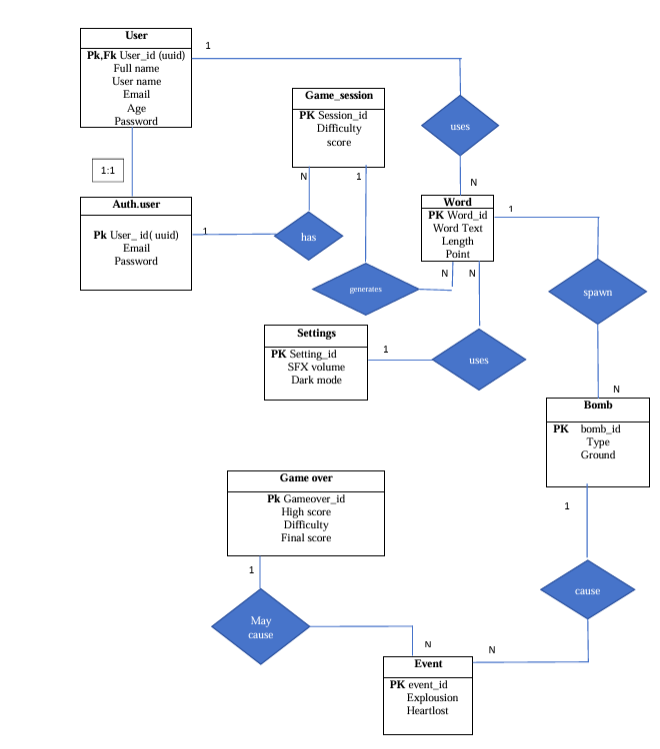 User
Pk,Fk User_id (uuid)
Full name
User name
Email
Age
Password
1
Game_session
PK Session_id
Difficulty
score
uses
1:1
N
1
N
Auth.user
Pk User_ id( uuid)
Email
Password
1
has
Word
PK Word_id
Word Text
Length
Point
1
N
N
generates
spawn
Settings
PK Setting_id
SFX volume
Dark mode
1
uses
N
Bomb
PK bomb_id
Type
Ground
Game over
Pk Gameover_id
High score
Difficulty
Final score
1
1
cause
May
cause
N
N
Event
PK event_id
Explousion
Heartlost